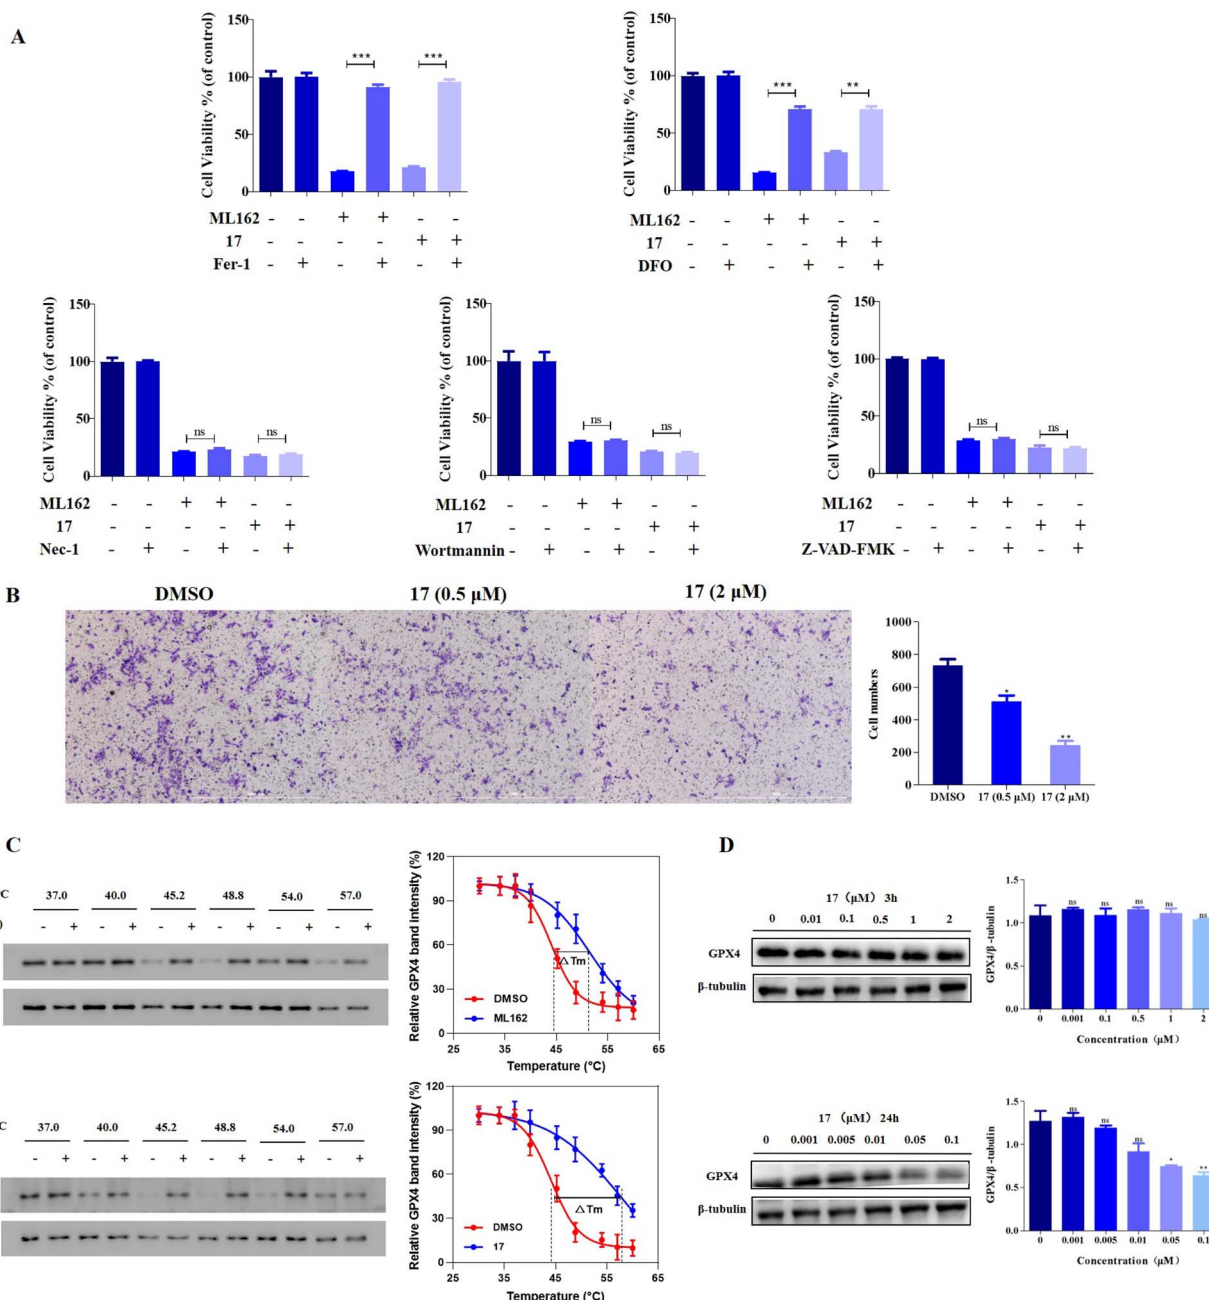 A
Cell Viability % (of control)
150
100
50
0
***
***
ML162 - - + + - -
17 - - - - + +
Fer-1 - + - + - +
Cell Viability % (of control)
150
100
50
0
***
**
ML162 - - + + - -
17 - - - - + +
DFO - + - + - +
Cell Viability % (of control)
150
100
50
0
ns
ns
ML162 - - + + - -
17 - - - - + +
Nec-1 - + - + - +
Cell Viability % (of control)
150
100
50
0
ns
ns
ML162 - - + + - -
17 - - - - + +
Wortmannin - + - + - +
Cell Viability % (of control)
150
100
50
0
ns
ns
ML162 - - + + - -
17 - - - - + +
Z-VAD-FMK - + - + - +
B
DMSO 17 (0.5 μM) 17 (2 μM)
Cell numbers
1000
800
600
400
200
0
*
**
DMSO 17 (0.5 μM) 17 (2 μM)
C
°C 37.0 40.0 45.2 48.8 54.0 57.0
- + - + - + - + - + - +
Relative GPX4 band intensity (%)
120
90
60
30
0
△ Tm
DMSO
ML162
25 35 45 55 65
Temperature (°C)
37.0 40.0 45.2 48.8 54.0 57.0
- + - + - + - + - + - +
Relative GPX4 band intensity (%)
120
90
60
30
0
△ Tm
DMSO
17
25 35 45 55 65
Temperature (°C)
D
17 (μM) 3h
0 0.01 0.1 0.5 1 2
GPX4
β-tubulin
GPX4/β-tubulin
1.5
1.0
0.5
0.0
ns ns ns ns ns
0 0.001 0.1 0.5 1 2
Concentration (μM)
17 (μM) 24h
0 0.001 0.005 0.01 0.05 0.1
GPX4
β-tubulin
GPX4/β-tubulin
1.5
1.0
0.5
0.0
ns ns ns * **
0 0.001 0.005 0.01 0.05 0.1
Concentration (μM)